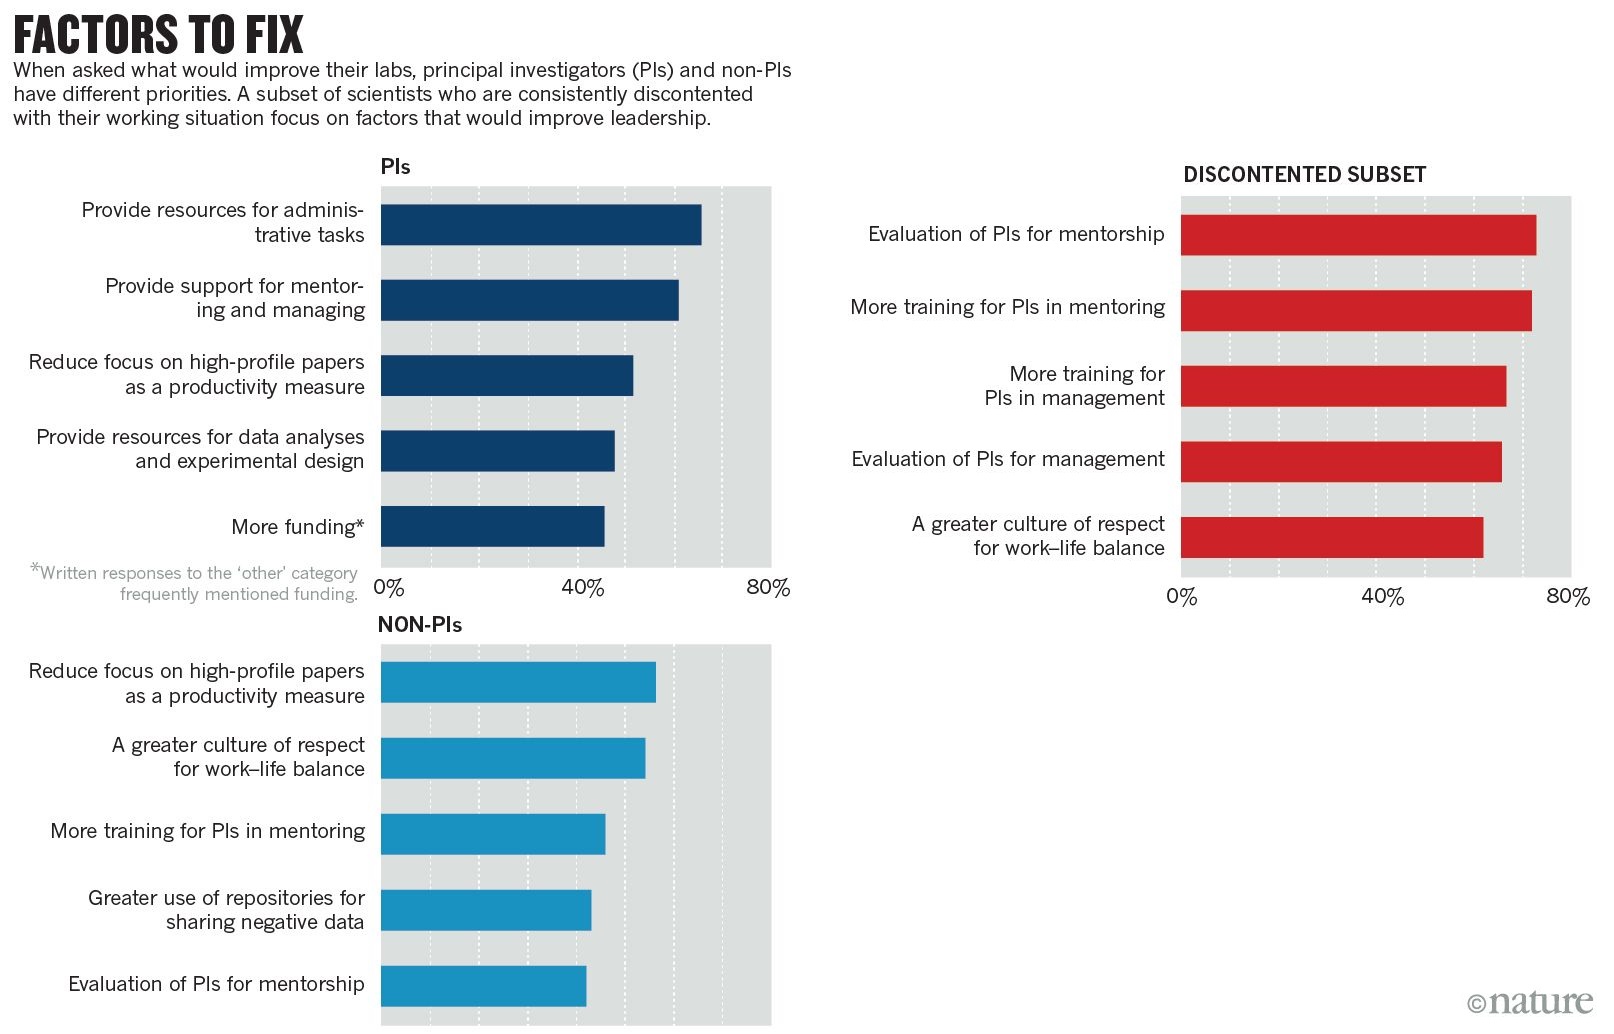 FACTORS TO FIX
When asked what would improve their labs, principal investigators (PIs) and non-PIs
have different priorities. A subset of scientists who are consistently discontented
with their working situation focus on factors that would improve leadership.
PIs
Provide resources for adminis-
trative tasks
Provide support for mentor-
ing and managing
Reduce focus on high-profile papers
as a productivity measure
Provide resources for data analyses
and experimental design
More funding*
*Written responses to the ‘other’ category
frequently mentioned funding.
0% 40% 80%
NON-PIs
Reduce focus on high-profile papers
as a productivity measure
A greater culture of respect
for work–life balance
More training for PIs in mentoring
Greater use of repositories for
sharing negative data
Evaluation of PIs for mentorship
DISCONTENTED SUBSET
Evaluation of PIs for mentorship
More training for PIs in mentoring
More training for
PIs in management
Evaluation of PIs for management
A greater culture of respect
for work–life balance
0% 40% 80%
©nature